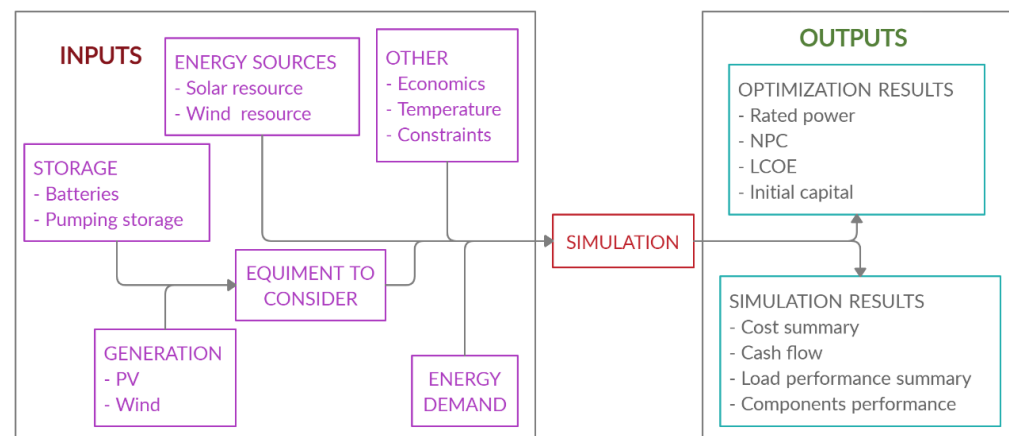 INPUTS
ENERGY SOURCES
- Solar resource
- Wind resource
OTHER
- Economics
- Temperature
- Constraints
STORAGE
- Batteries
- Pumping storage
EQUIMENT TO
CONSIDER
GENERATION
- PV
- Wind
ENERGY
DEMAND
SIMULATION
OUTPUTS
OPTIMIZATION RESULTS
- Rated power
- NPC
- LCOE
- Initial capital
SIMULATION RESULTS
- Cost summary
- Cash flow
- Load performance summary
- Components performance